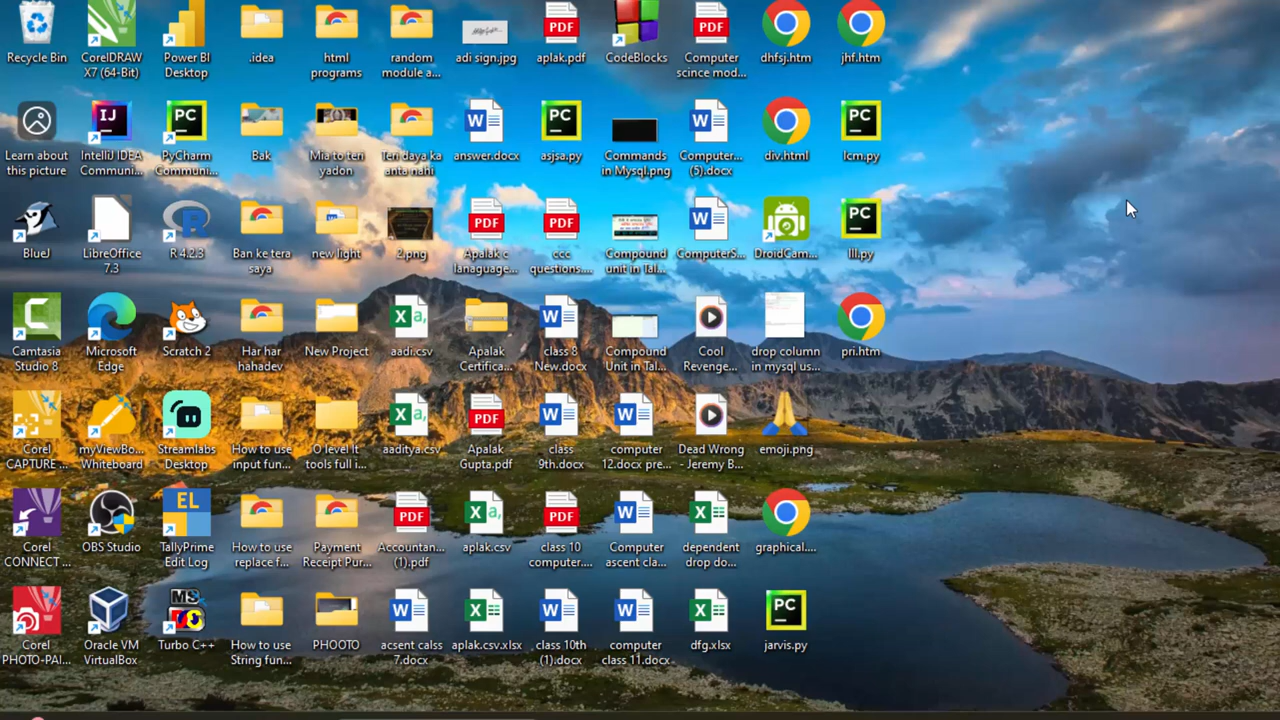 Recycle Bin
CorelDRAW X7 (64-Bit)
Power BI Desktop
.idea
html programs
random module a...
adi sign.jpg
aplak.pdf
CodeBlocks
Computer scince mod...
dhfsj.htm
jhf.htm
Learn about this picture
IntelliJ IDEA Communi...
PyCharm Communi...
Bak
Mia to teri yadon
Teri daya ka anta nahi
answer.docx
asjsa.py
Commands in Mysql.png
Computer... (5).docx
div.html
lcm.py
BlueJ
LibreOffice 7.3
R 4.2.3
Ban ke tera saya
new light
2.png
Apalak c lanaguage...
ccc questions....
Compound unit in Tal...
ComputerS...
DroidCam...
lll.py
Camtasia Studio 8
Microsoft Edge
Scratch 2
Har har hahadev
New Project
aadi.csv
Apalak Certifica...
class 8 New.docx
Compound Unit in Tal...
Cool Revenge...
drop column in mysql us...
pri.htm
Corel CAPTURE ...
myViewBo... Whiteboard
Streamlabs Desktop
How to use input fun...
O level It tools full i...
aaditya.csv
Apalak Gupta.pdf
class 9th.docx
computer 12.docx pre...
Dead Wrong - Jeremy B...
emoji.png
Corel CONNECT ...
OBS Studio
TallyPrime Edit Log
How to use replace f...
Payment Receipt Pur...
Accountan... (1).pdf
aplak.csv
class 10 computer....
Computer ascent cla...
dependent drop do...
graphical....
Corel PHOTO-PAI...
Oracle VM VirtualBox
Turbo C++
How to use String fun...
PHOOTO
acsent calss 7.docx
aplak.csv.xlsx
class 10th (1).docx
computer class 11.docx
dfg.xlsx
jarvis.py